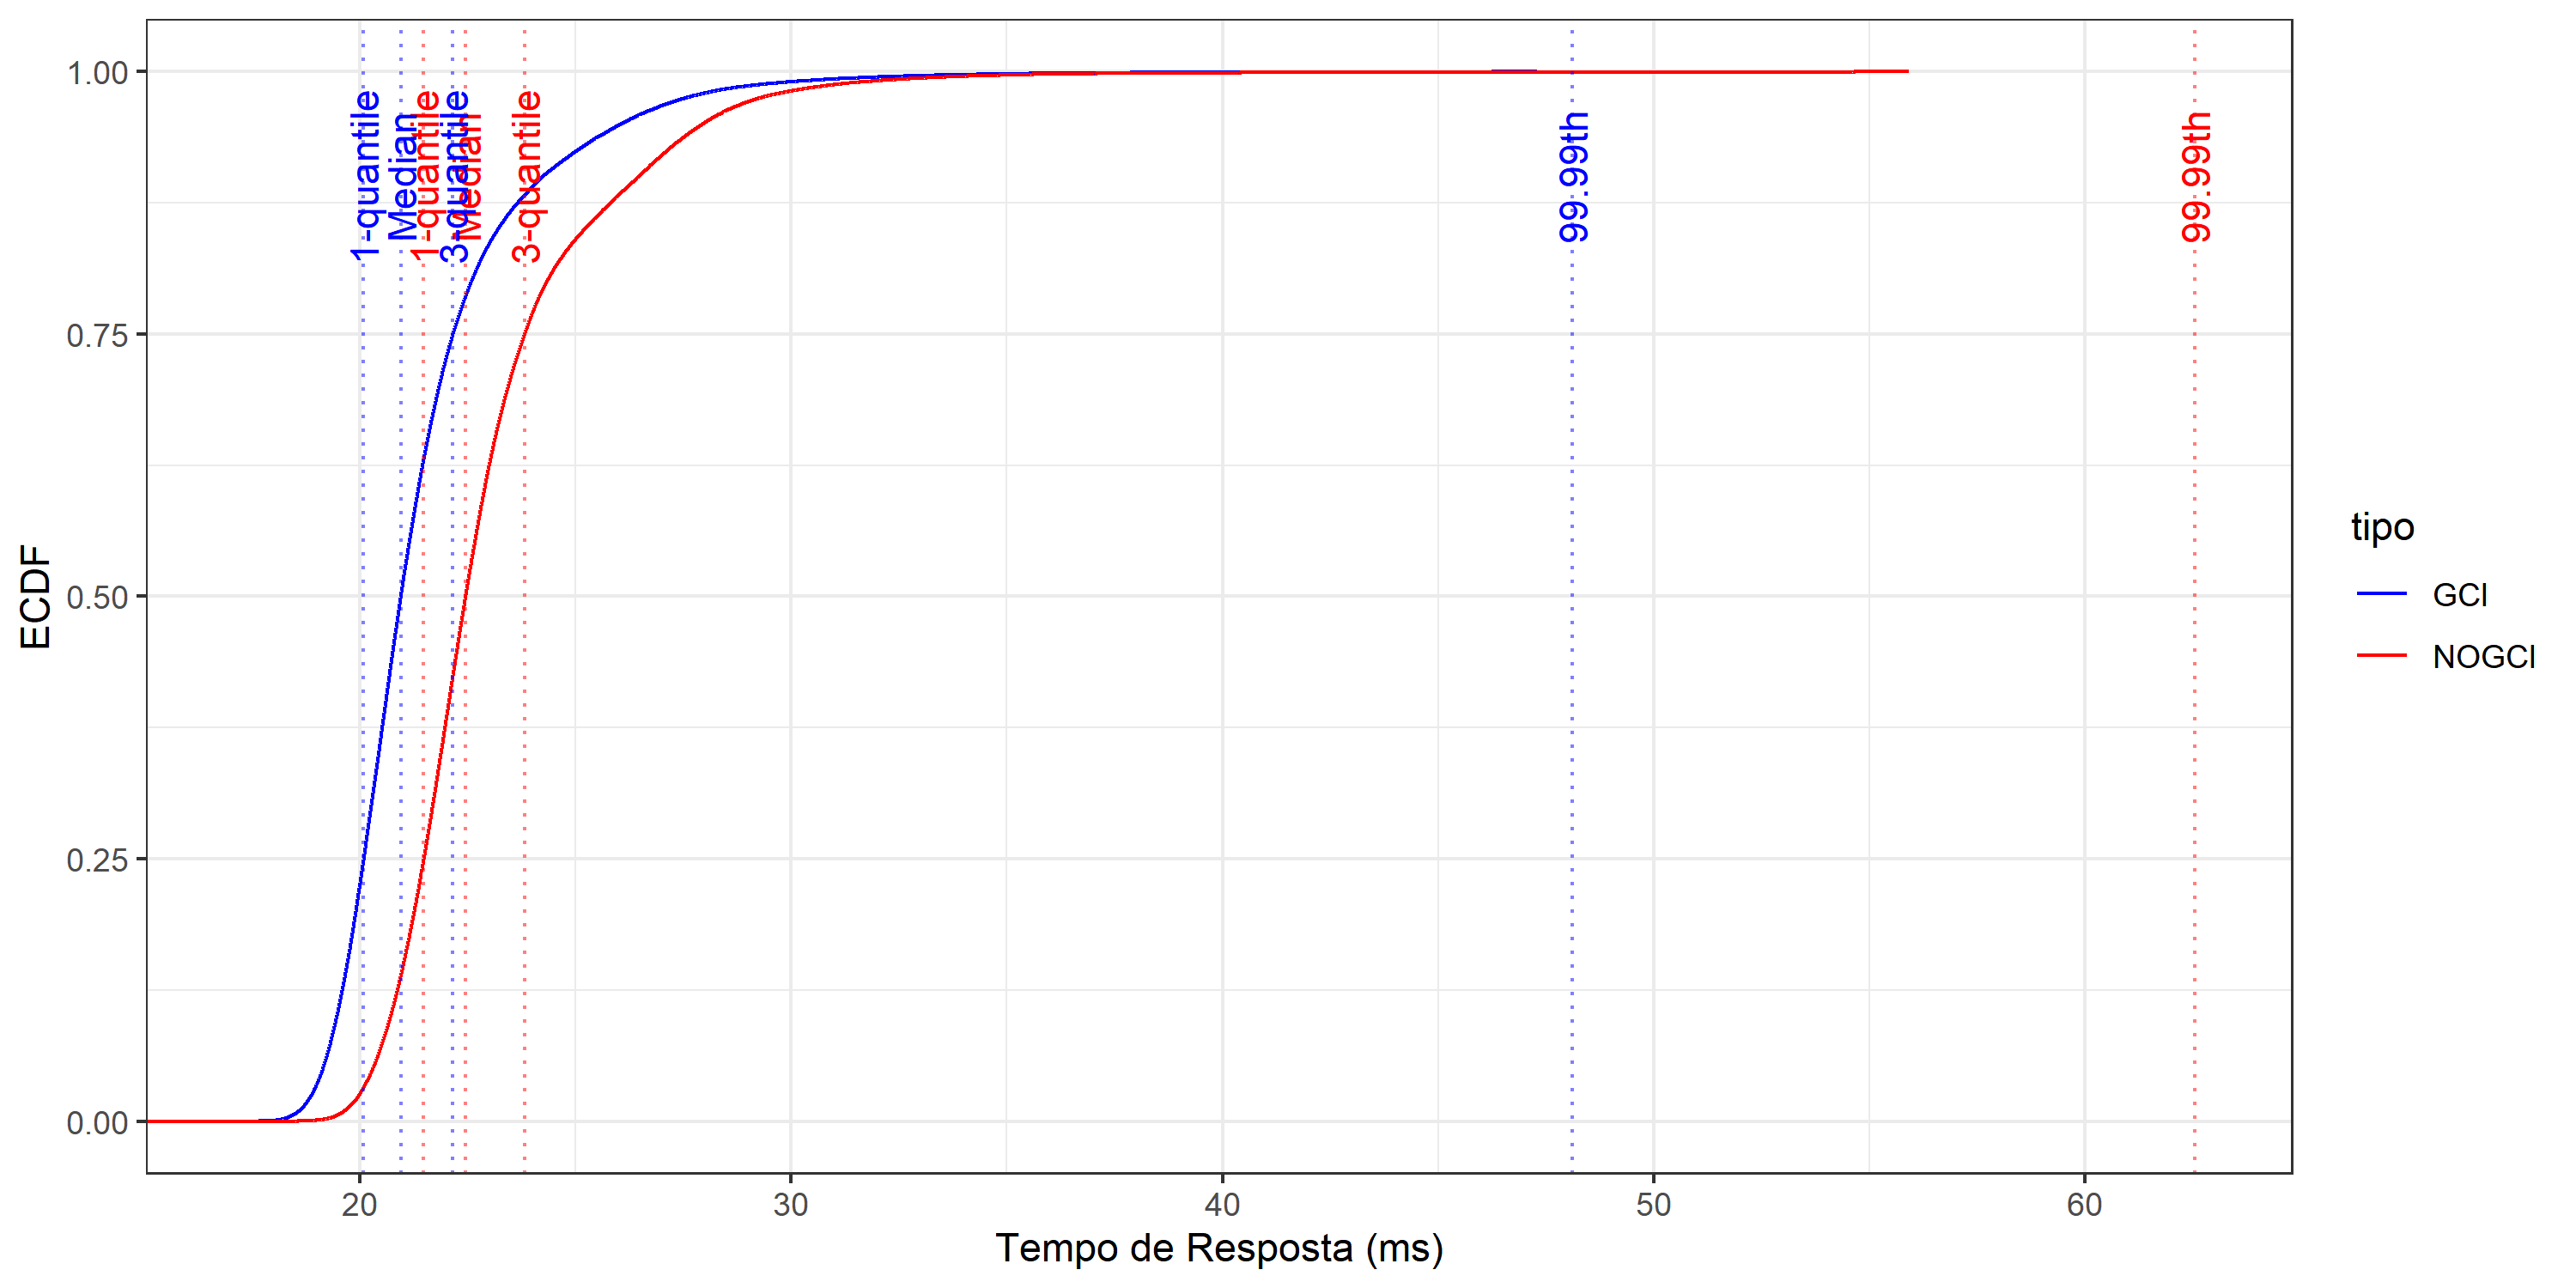 1.00
0.75
0.50
0.25
0.00
ECDF
1-quantile
Median
1-quantile
3-quantile
Median
3-quantile
99.99th
99.99th
20
30
40
50
60
Tempo de Resposta (ms)
tipo
GCI
NOGCI